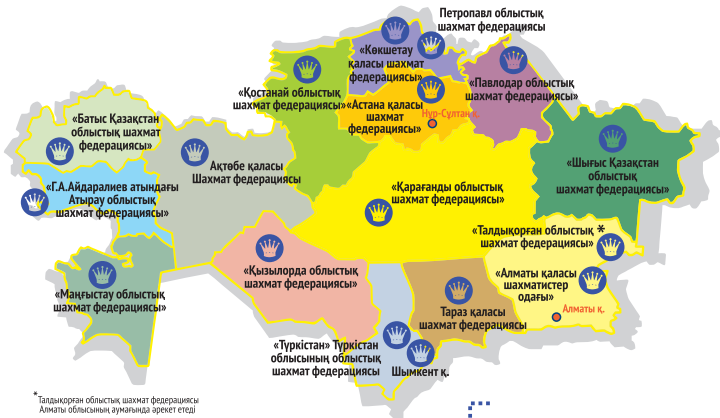 Петропавл облыстық
шахмат федерациясы
«Көкшетау
қаласы шахмат
федерациясы»
«Қостанай облыстық
шахмат федерациясы»
«Астана қаласы
шахмат
федерациясы»
Нұр-Сұлтан қ.
«Павлодар облыстық
шахмат федерациясы»
«Батыс Қазақстан
облыстық шахмат
федерациясы»
Ақтөбе қаласы
Шахмат федерациясы
«Шығыс Қазақстан
облыстық
шахмат федерациясы»
«Г.А.Айдаралиев атындағы
Атырау облыстық
шахмат федерациясы»
«Қарағанды облыстық
шахмат федерациясы»
«Талдықорған облыстық *
шахмат федерациясы»
«Қызылорда облыстық
шахмат федерациясы»
«Маңғыстау облыстық
шахмат федерациясы»
«Алматы қаласы
шахматистер
одағы»
Алматы қ.
Тараз қаласы
шахмат федерациясы
«Түркістан» Түркістан
облысының облыстық
шахмат федерациясы
Шымкент қ.
*Талдықорған облыстық шахмат федерациясы
Алматы облысының аумағында әрекет етеді